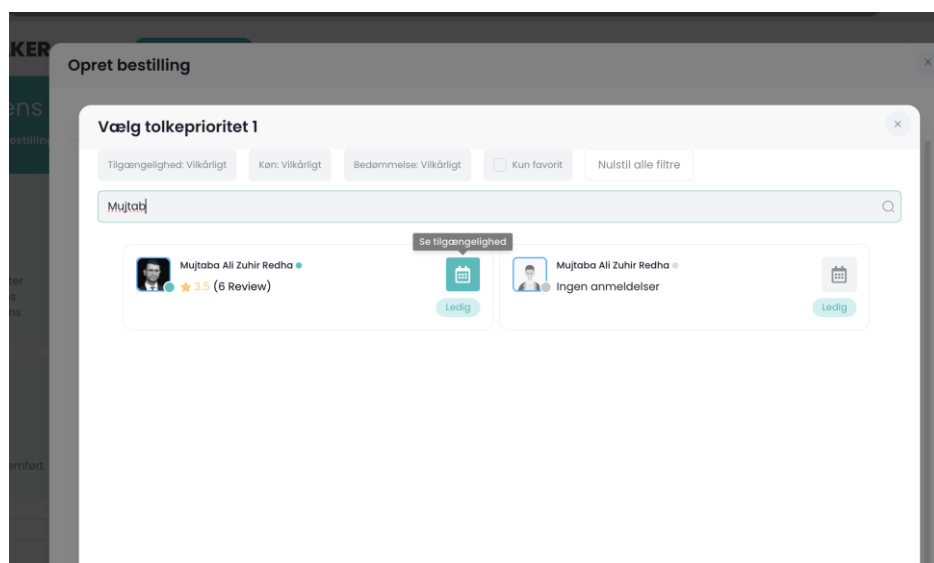 KER
Opret bestilling
ens
estillin
Vælg tolkeprioritet 1
Tilgængelighed: Vilkårligt
Køn: Vilkårligt
Bedømmelse: Vilkårligt
Kun favorit
Nulstil alle filtre
Mujtab
Se tilgængelighed
Mujtaba Ali Zuhir Redha
3.5 (6 Review)
Ledig
Mujtaba Ali Zuhir Redha
Ingen anmeldelser
Ledig
ter
s
ns
emført